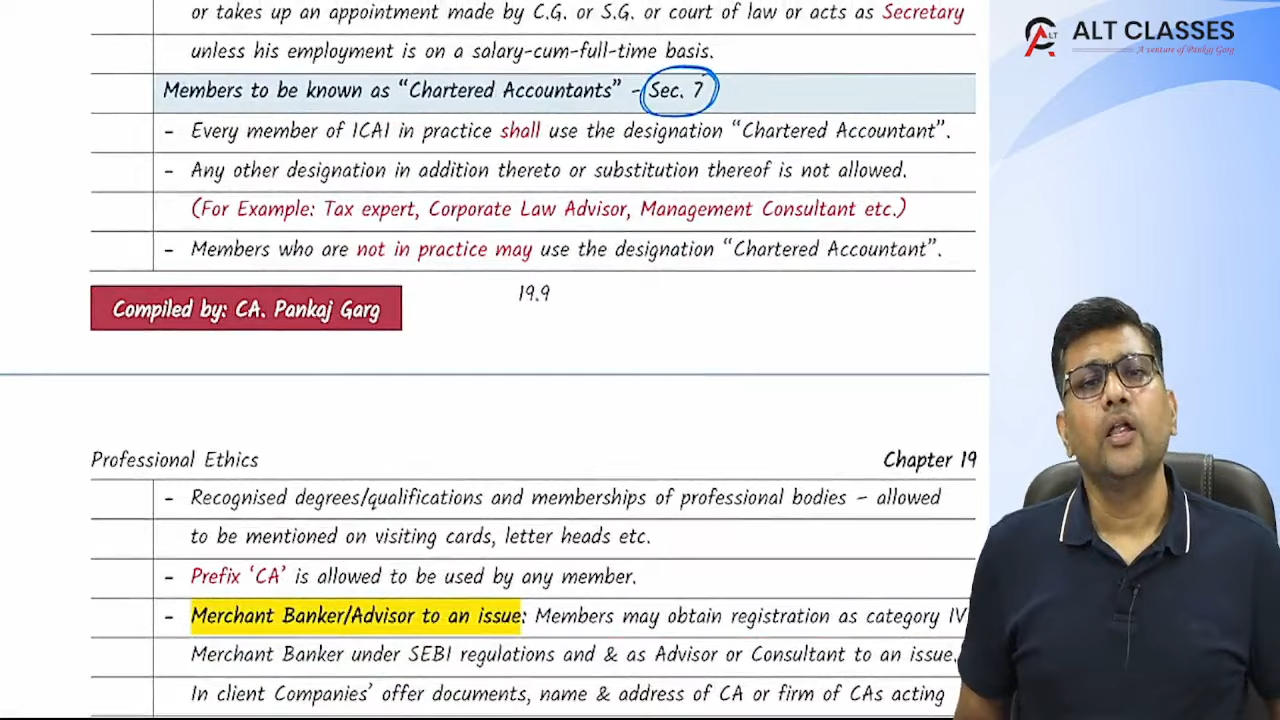 or takes up an appointment made by C.G. or S.G. or court of law or acts as Secretary
unless his employment is on a salary-cum-full-time basis.
Members to be known as “Chartered Accountants” - Sec. 7
- Every member of ICAI in practice shall use the designation “Chartered Accountant”.
- Any other designation in addition thereto or substitution thereof is not allowed.
(For Example: Tax expert, Corporate Law Advisor, Management Consultant etc.)
- Members who are not in practice may use the designation “Chartered Accountant”.
19.9
Compiled by: CA. Pankaj Garg
Professional Ethics
Chapter 19
- Recognised degrees/qualifications and memberships of professional bodies – allowed
to be mentioned on visiting cards, letter heads etc.
- Prefix ‘CA’ is allowed to be used by any member.
- Merchant Banker/Advisor to an issue: Members may obtain registration as category IV
Merchant Banker under SEBI regulations and & as Advisor or Consultant to an issue.
In client Companies’ offer documents, name & address of CA or firm of CAs acting
ALT
ALT CLASSES
A venture of Pankaj Garg